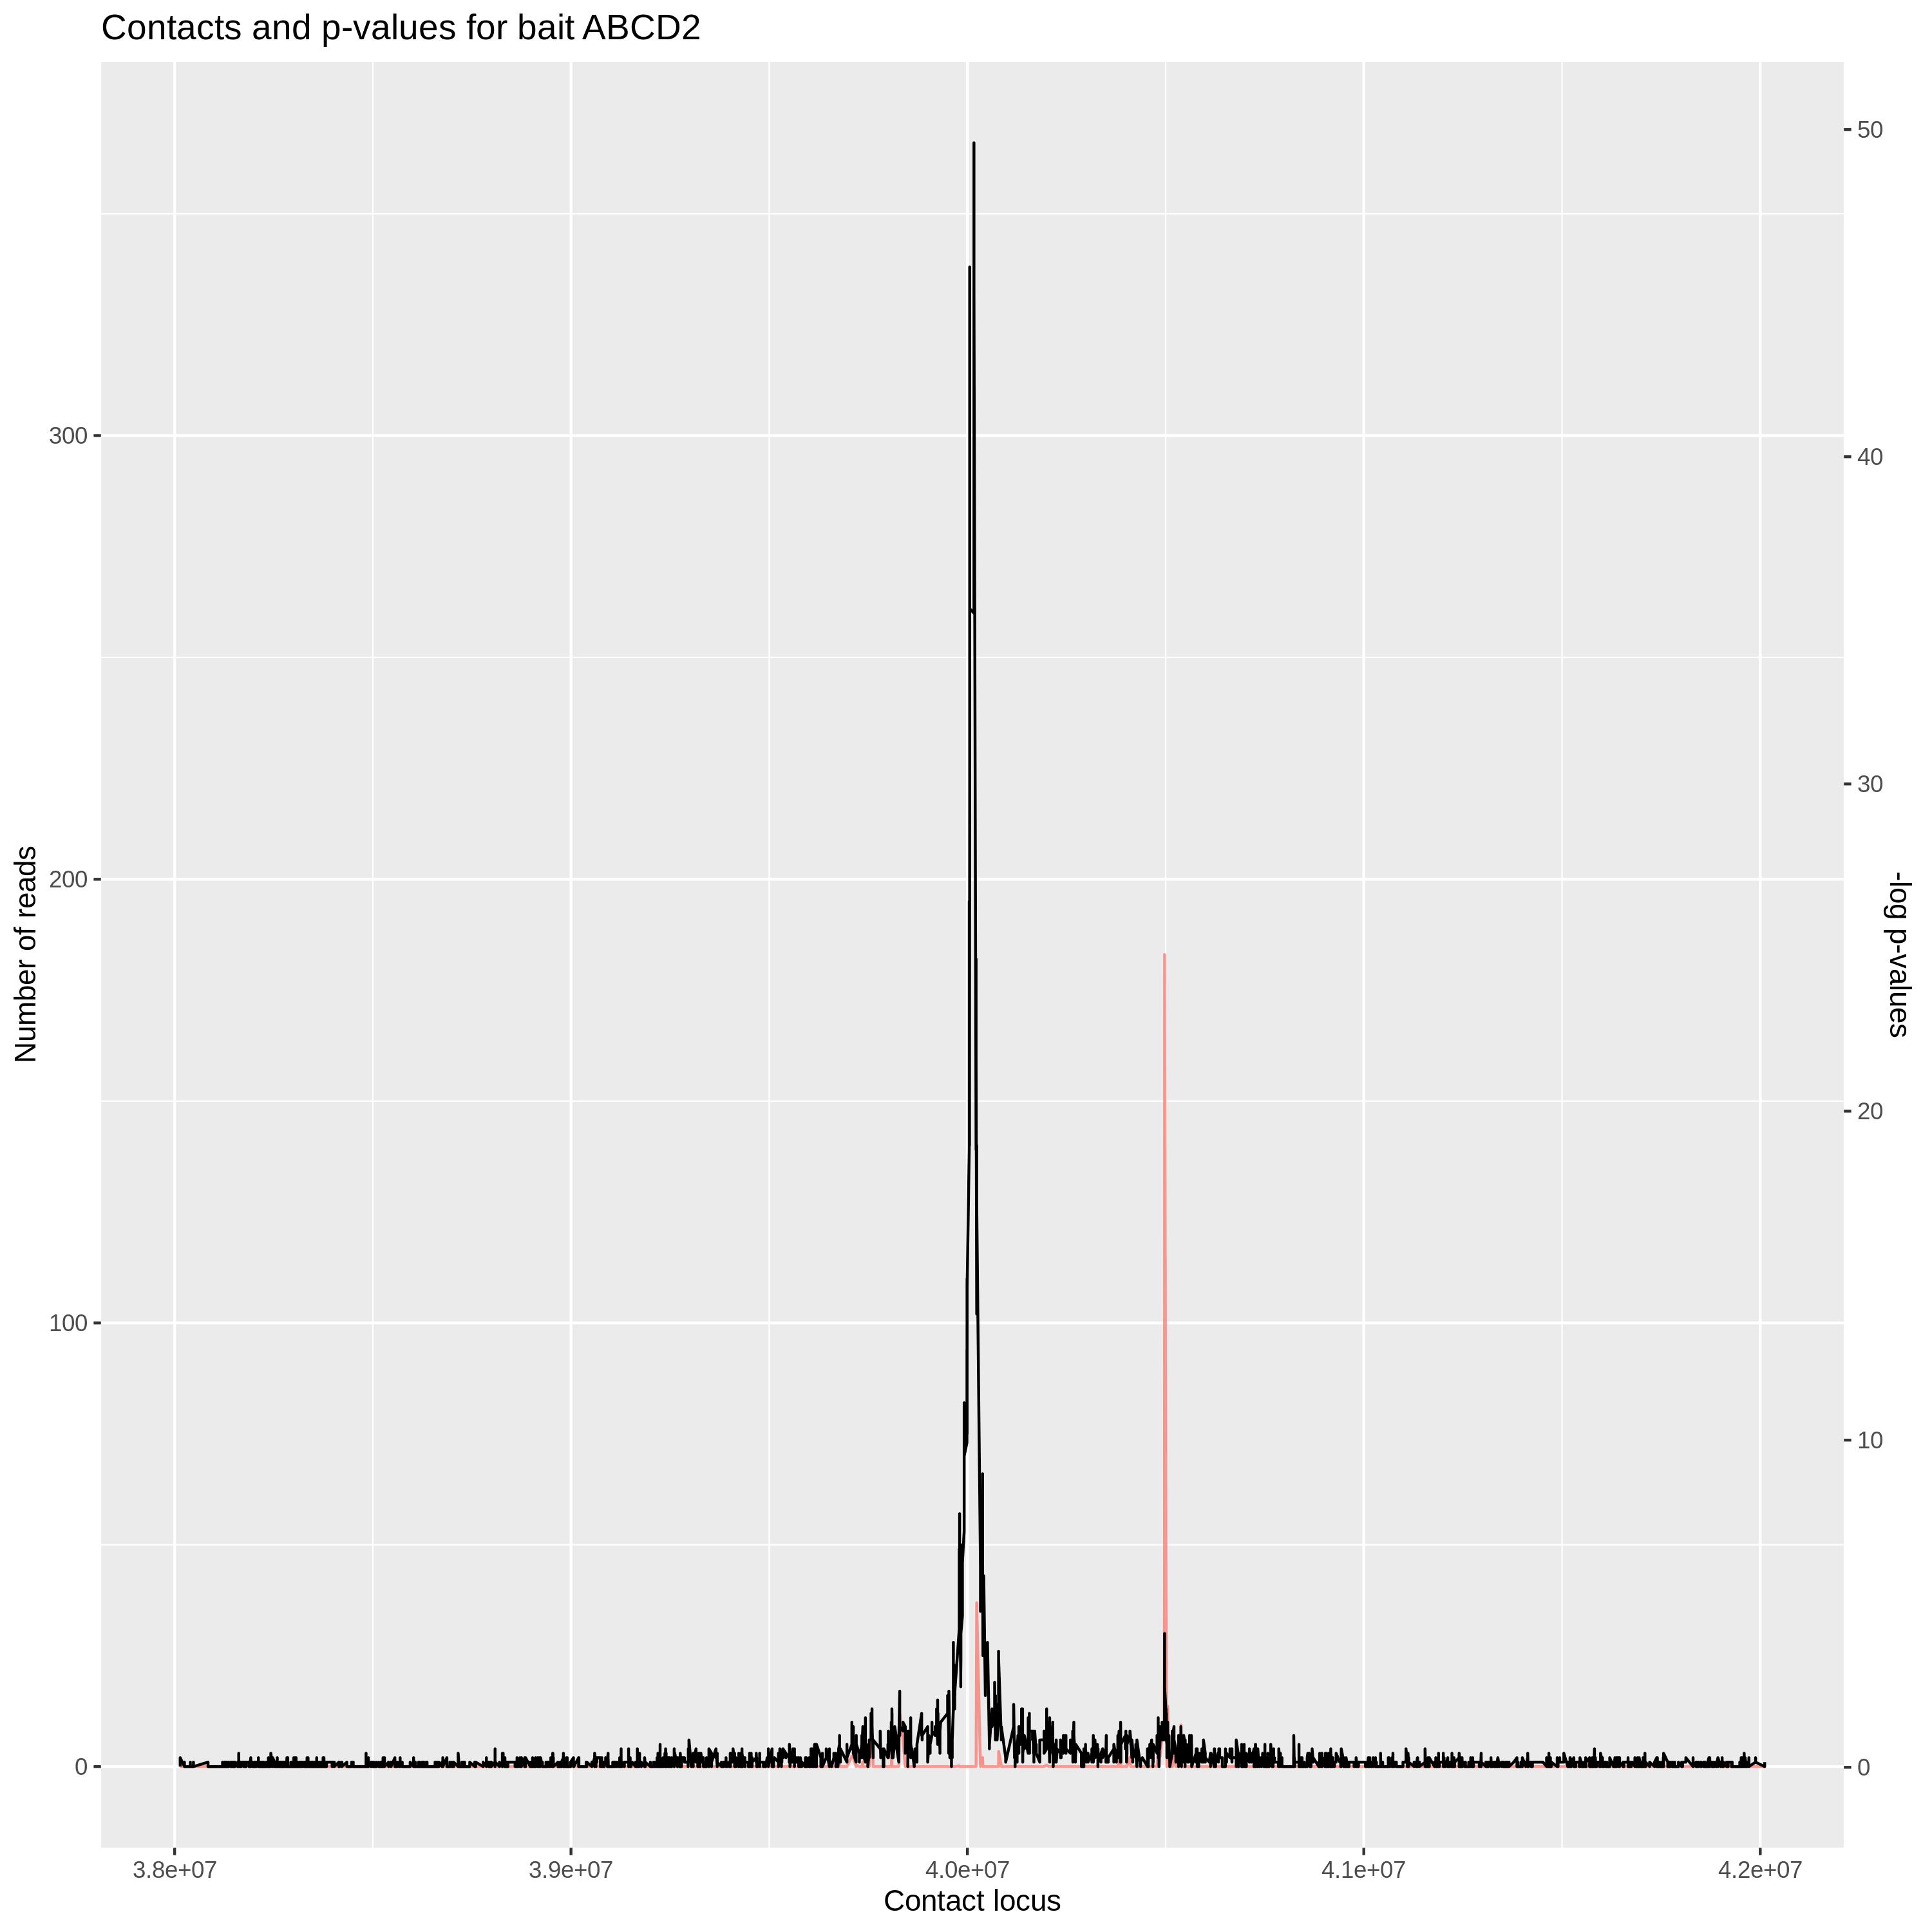 Contacts and p-values for bait ABCD2
50
300
40
30
200
20
100
10
0
0
Number of reads
-log p-values
3.8e+07
3.9e+07
4.0e+07
4.1e+07
4.2e+07
Contact locus